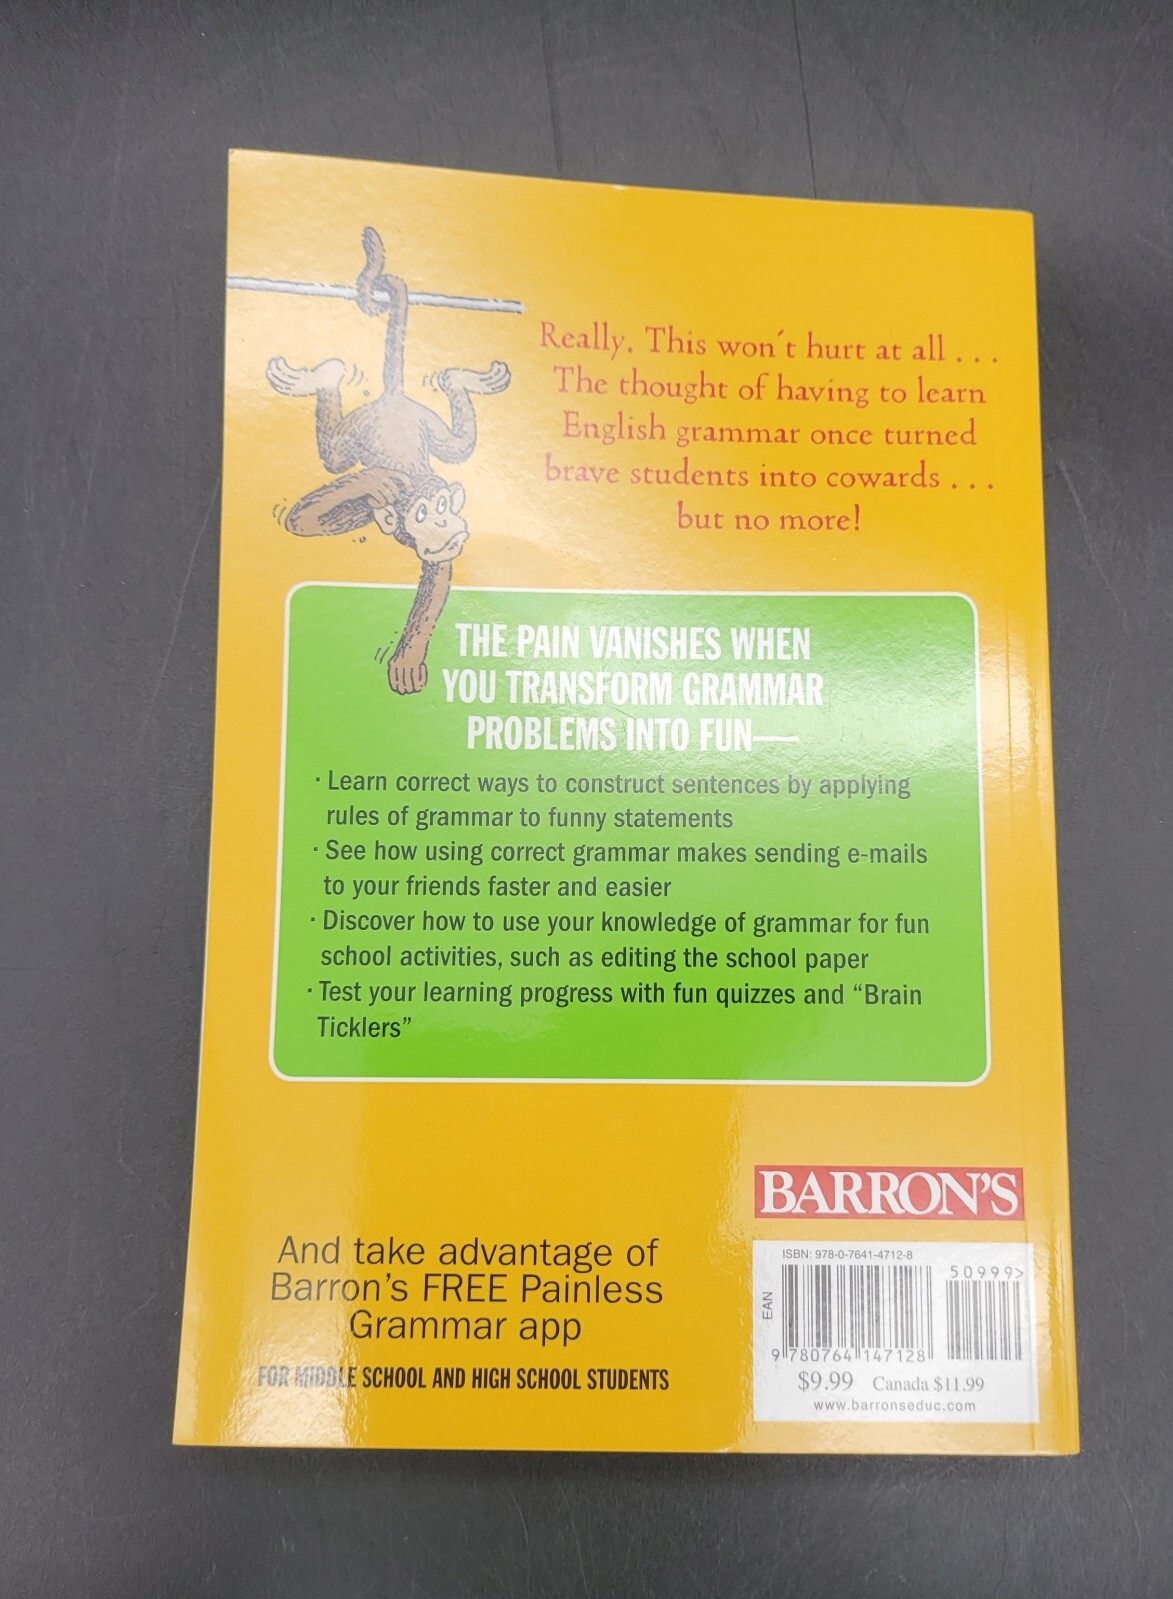 Really. This won't hurt at all . . .
The thought of having to learn
English grammar once turned
brave students into cowards . . .
but no more!
THE PAIN VANISHES WHEN
YOU TRANSFORM GRAMMAR
PROBLEMS INTO FUN—
· Learn correct ways to construct sentences by applying
rules of grammar to funny statements
· See how using correct grammar makes sending e-mails
to your friends faster and easier
· Discover how to use your knowledge of grammar for fun
school activities, such as editing the school paper
· Test your learning progress with fun quizzes and “Brain
Ticklers”
And take advantage of
Barron's FREE Painless
Grammar app
FOR MIDDLE SCHOOL AND HIGH SCHOOL STUDENTS
BARRON'S
ISBN: 978-0-7641-4712-8
50999>
EAN
9 780764 147128
$9.99 Canada $11.99
www.barronseduc.com